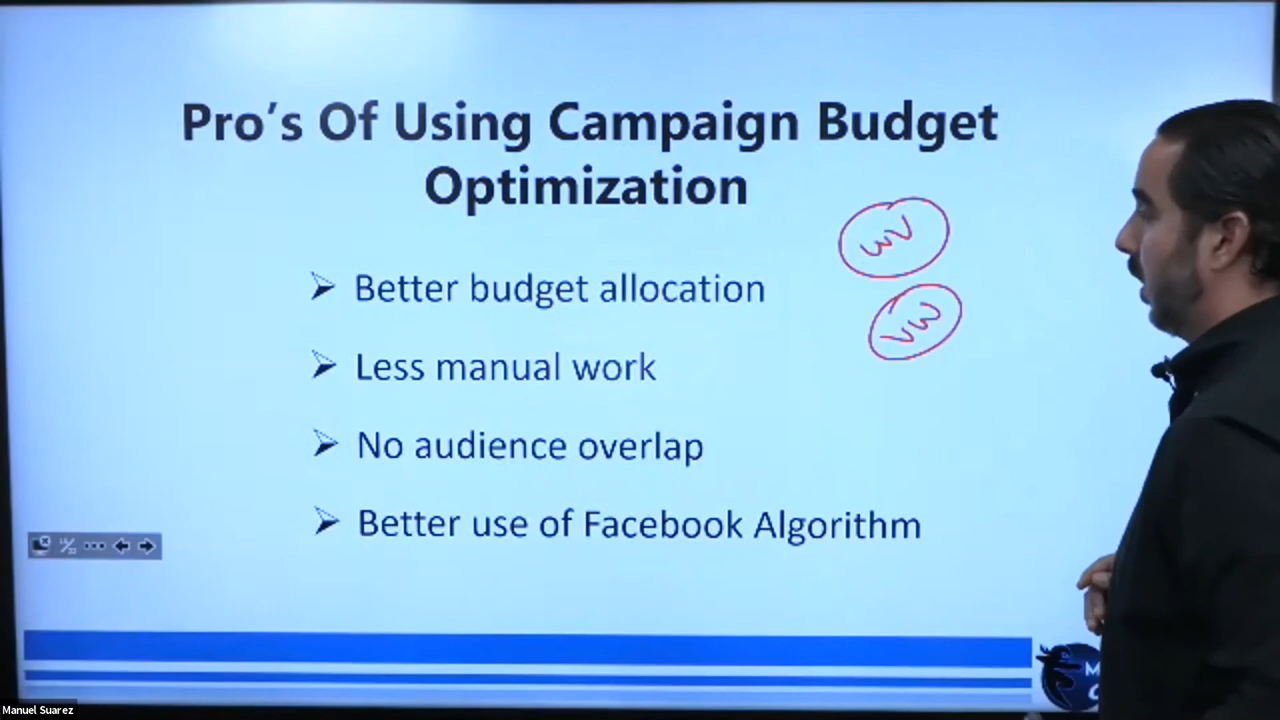 Pro's Of Using Campaign Budget
Optimization
Better budget allocation
Less manual work
No audience overlap
Better use of Facebook Algorithm
Manuel Suarez